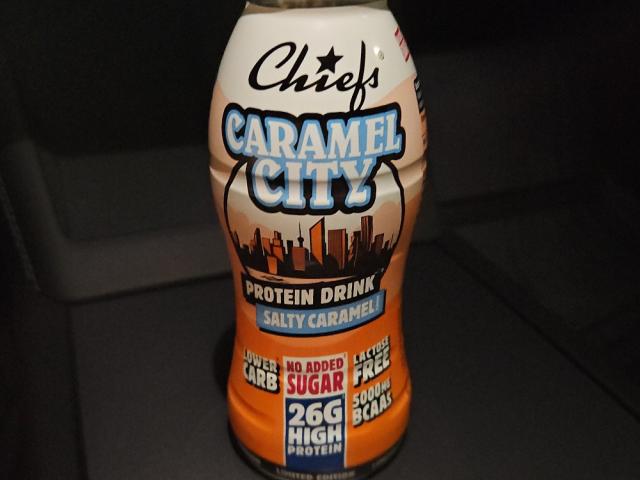 Chiefs
CARAMEL
CITY
PROTEIN DRINK
SALTY CARAMEL!
LOWER
CARB
NO ADDED
SUGAR
LACTOSE
FREE
26G
HIGH
PROTEIN
5000MG
BCAAS
LIMITED EDITION